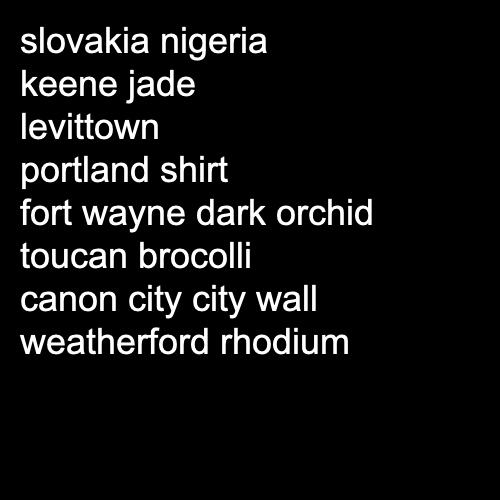 slovakia nigeria
keene jade
levittown
portland shirt
fort wayne dark orchid
toucan brocolli
canon city city wall
weatherford rhodium